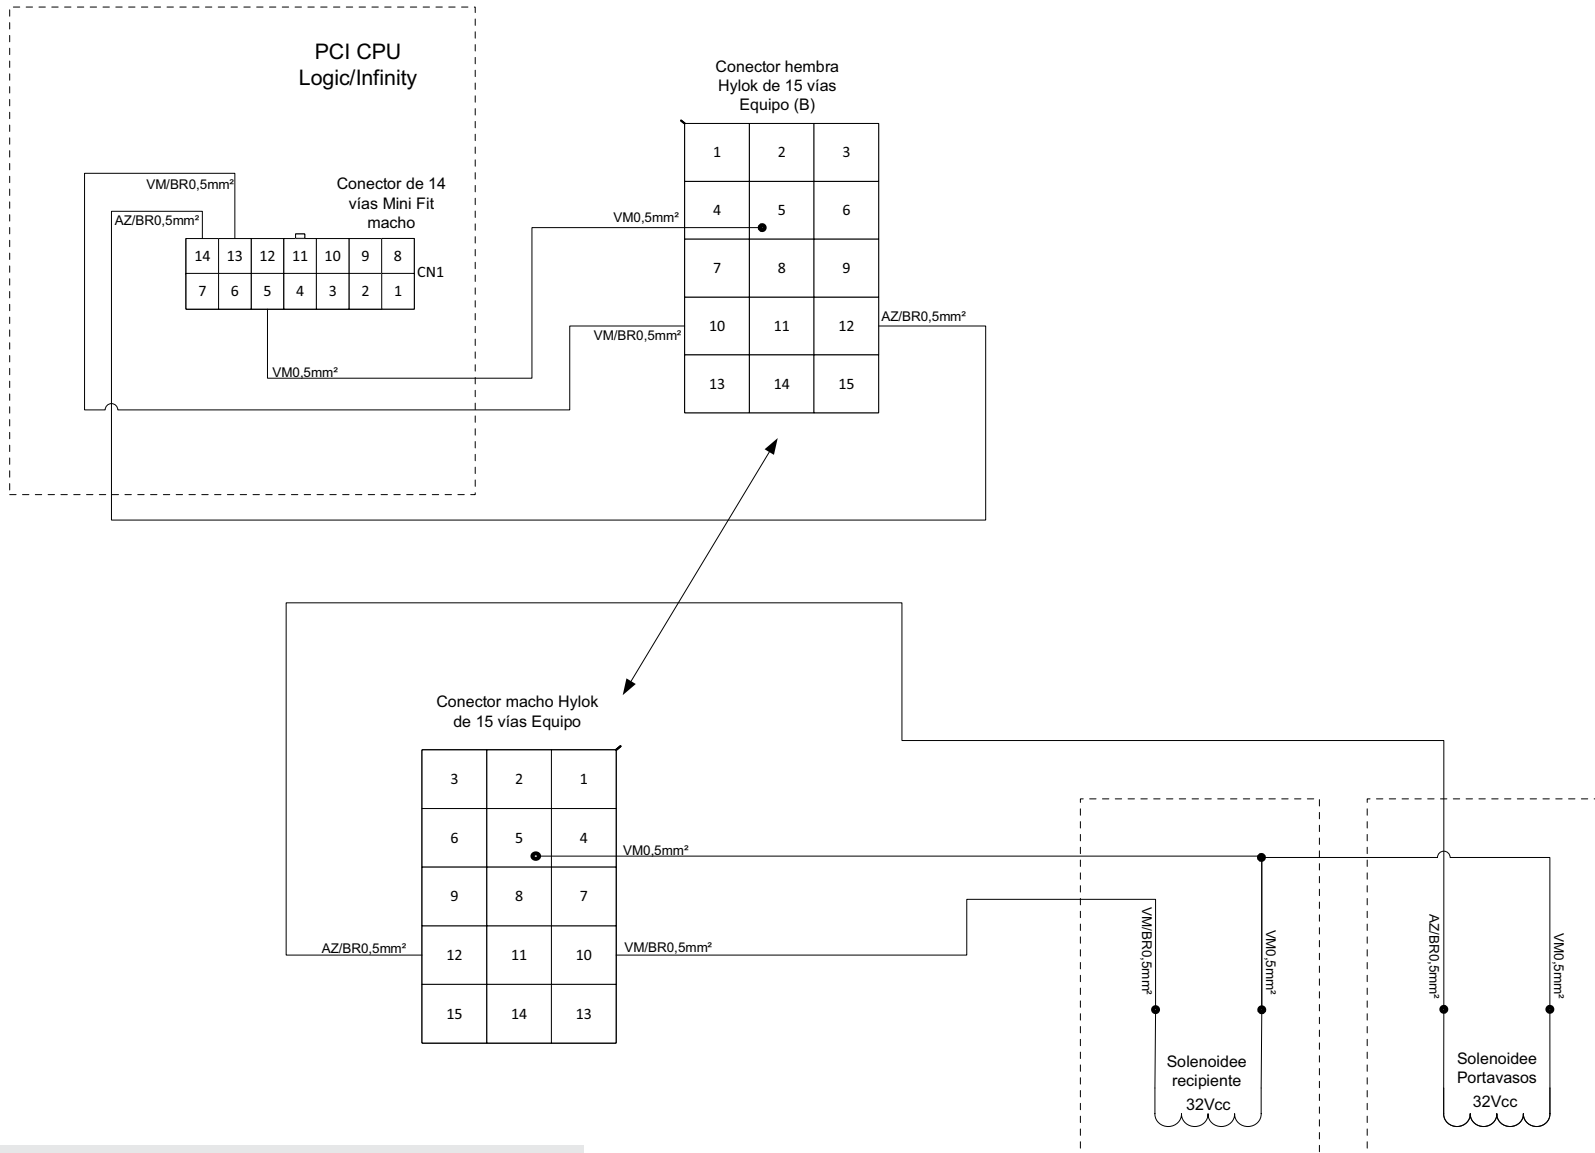 PCI CPU
Logic/Infinity
Conector hembra
Hylok de 15 vías
Equipo (B)
1 2 3
VM/BR0,5mm²
Conector de 14
vías Mini Fit
macho
AZ/BR0,5mm²
VM0,5mm²
4 5 6
14 13 12 11 10 9 8
CN1
7 6 5 4 3 2 1
7 8 9
VM/BR0,5mm²
10 11 12
AZ/BR0,5mm²
VM0,5mm²
13 14 15
Conector macho Hylok
de 15 vías Equipo
3 2 1
6 5 4
VM0,5mm²
9 8 7
AZ/BR0,5mm²
12 11 10
VM/BR0,5mm²
15 14 13
VM/BR0,5mm²
VM0,5mm²
AZ/BR0,5mm²
VM0,5mm²
Solenoidee
recipiente
32Vcc
Solenoidee
Portavasos
32Vcc